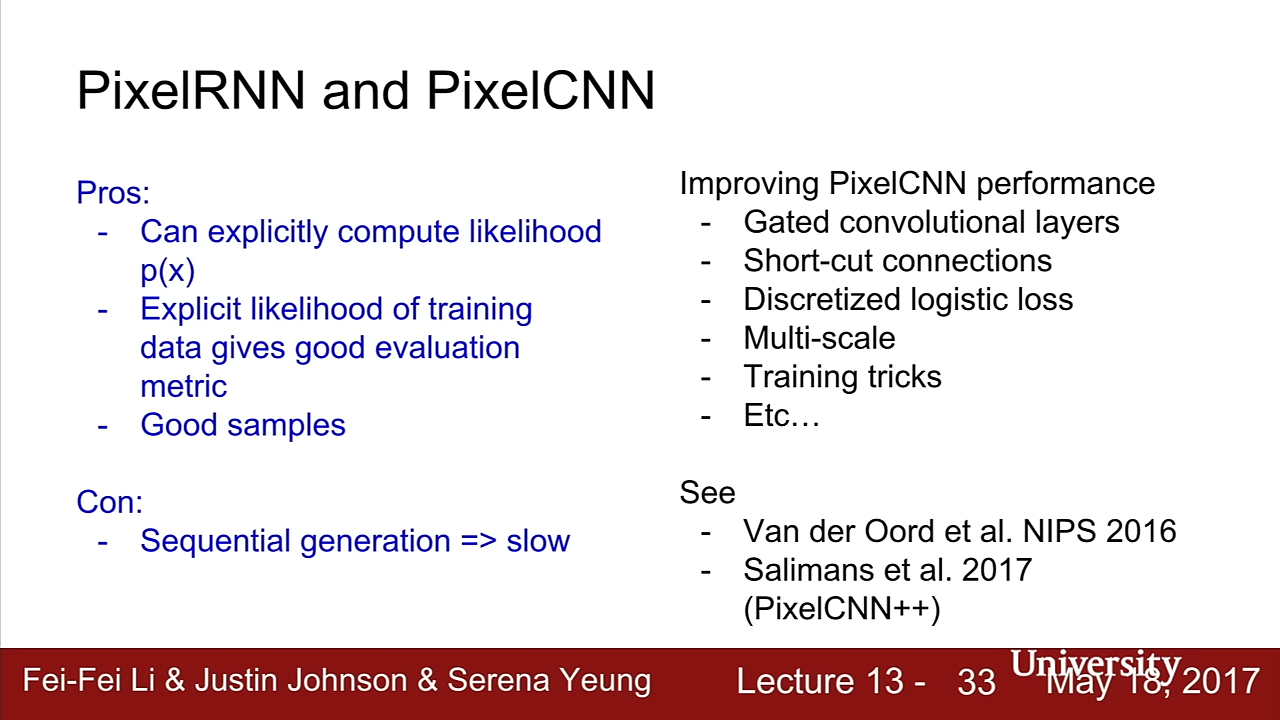 PixelRNN and PixelCNN
Pros:
- Can explicitly compute likelihood
p(x)
- Explicit likelihood of training
data gives good evaluation
metric
- Good samples
Con:
- Sequential generation => slow
Improving PixelCNN performance
- Gated convolutional layers
- Short-cut connections
- Discretized logistic loss
- Multi-scale
- Training tricks
- Etc…
See
- Van der Oord et al. NIPS 2016
- Salimans et al. 2017
(PixelCNN++)
Fei-Fei Li & Justin Johnson & Serena Yeung
Lecture 13 - 33
University
May 18, 2017